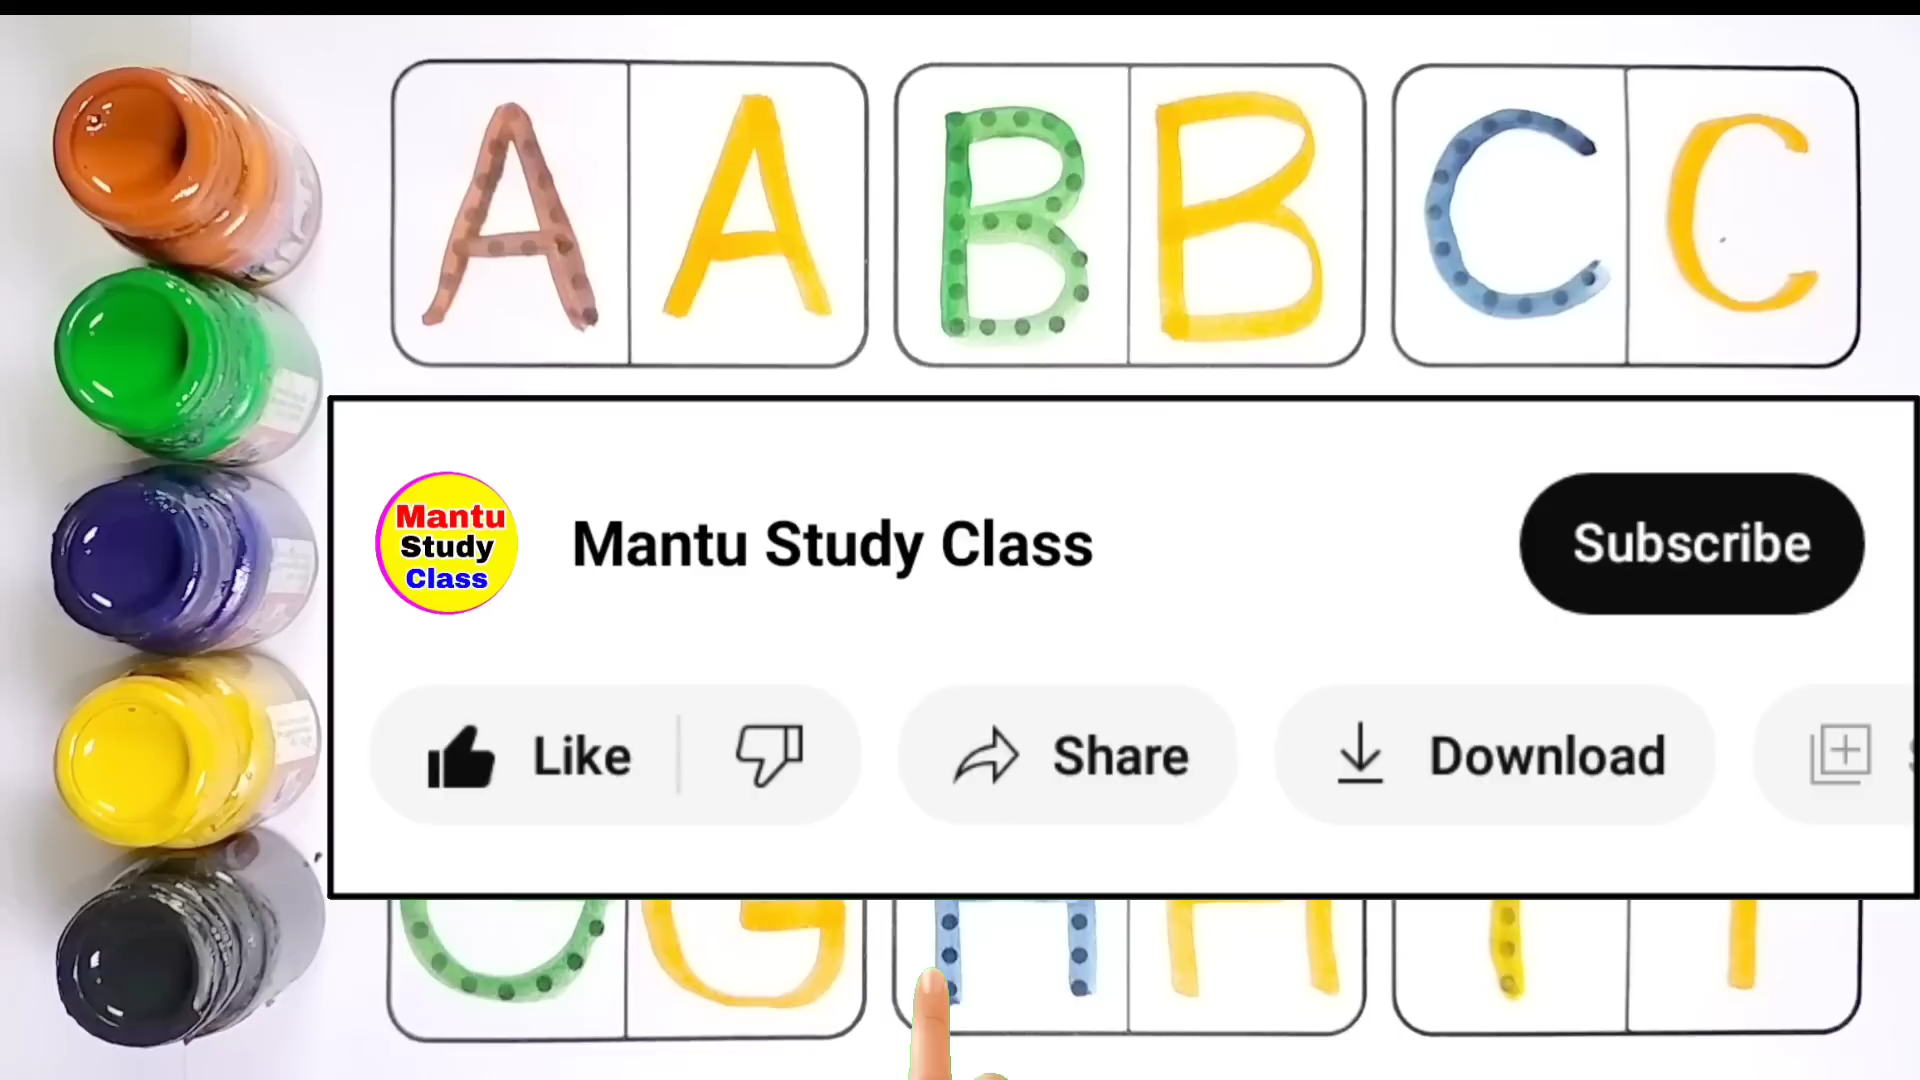 A A B B C C
Mantu
Study
Class
Mantu Study Class
Subscribe
Like
Share
Download
G G H H I I